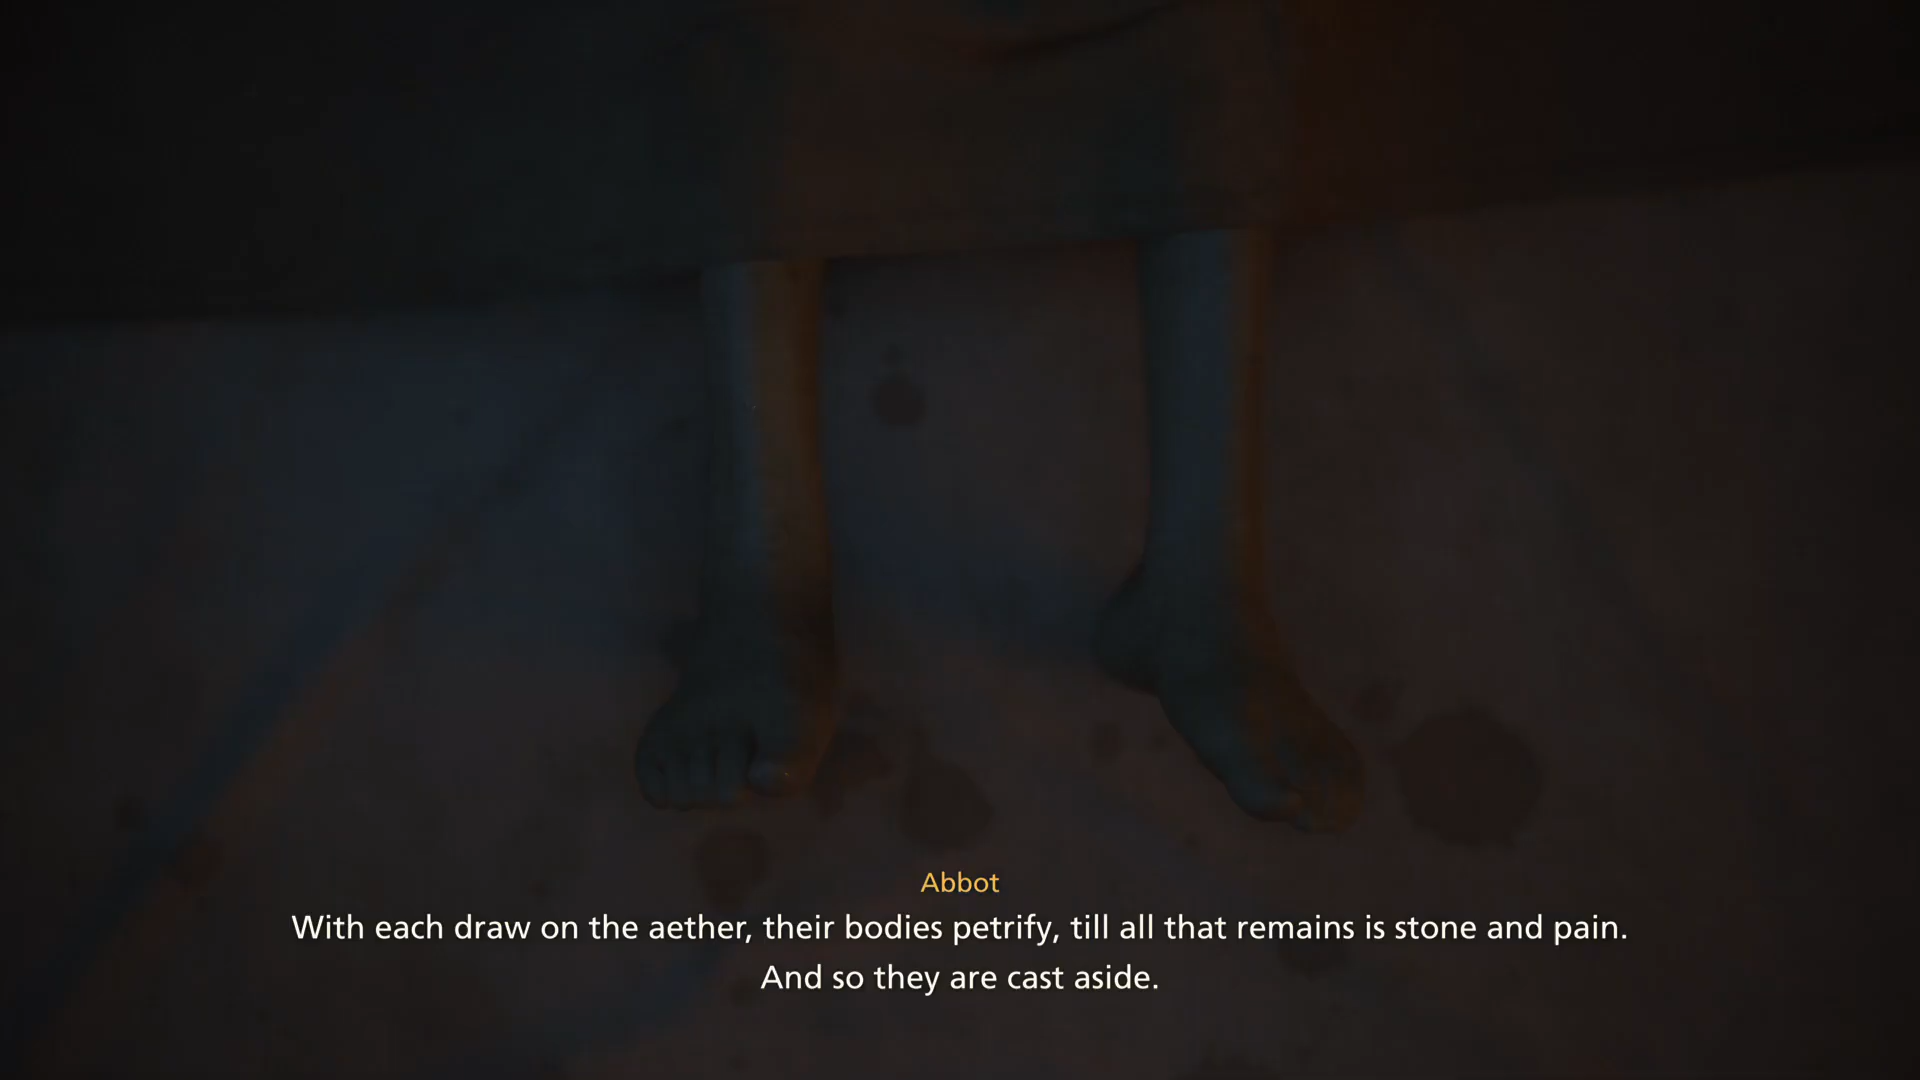 Abbot
With each draw on the aether, their bodies petrify, till all that remains is stone and pain.
And so they are cast aside.